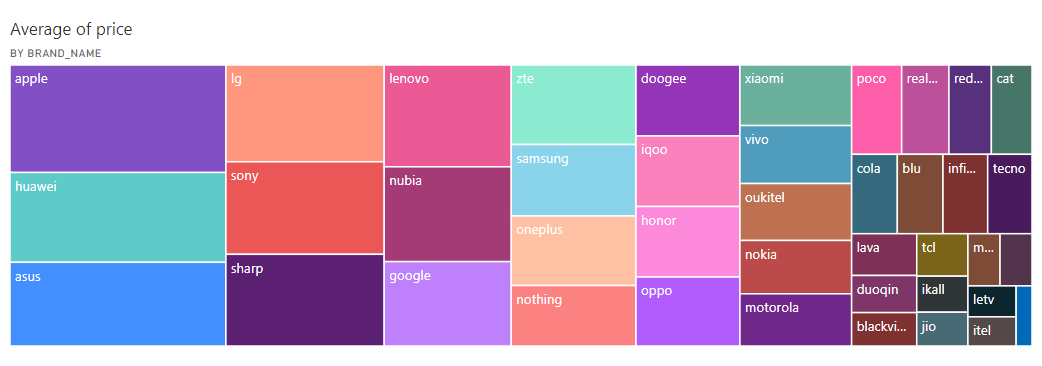 Average of price
BY BRAND_NAME
apple
huawei
asus
lg
sony
sharp
lenovo
nubia
google
zte
samsung
oneplus
nothing
doogee
iqoo
honor
oppo
xiaomi
vivo
oukitel
nokia
motorola
poco
real...
red...
cat
cola
blu
infi...
tecno
lava
duoqin
blackvi...
tcl
ikall
jio
m...
letv
itel